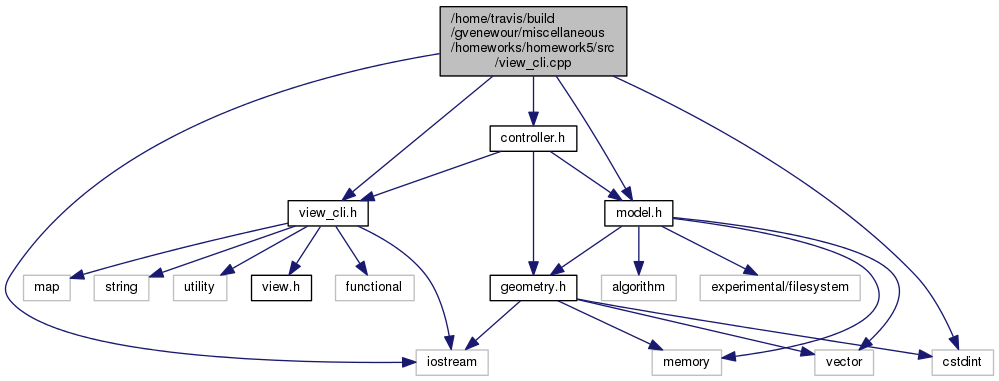 /home/travis/build
/gvenewour/miscellaneous
/homeworks/homework5/src
/view_cli.cpp
controller.h
view_cli.h
model.h
map
string
utility
view.h
functional
geometry.h
algorithm
experimental/filesystem
iostream
memory
vector
cstdint